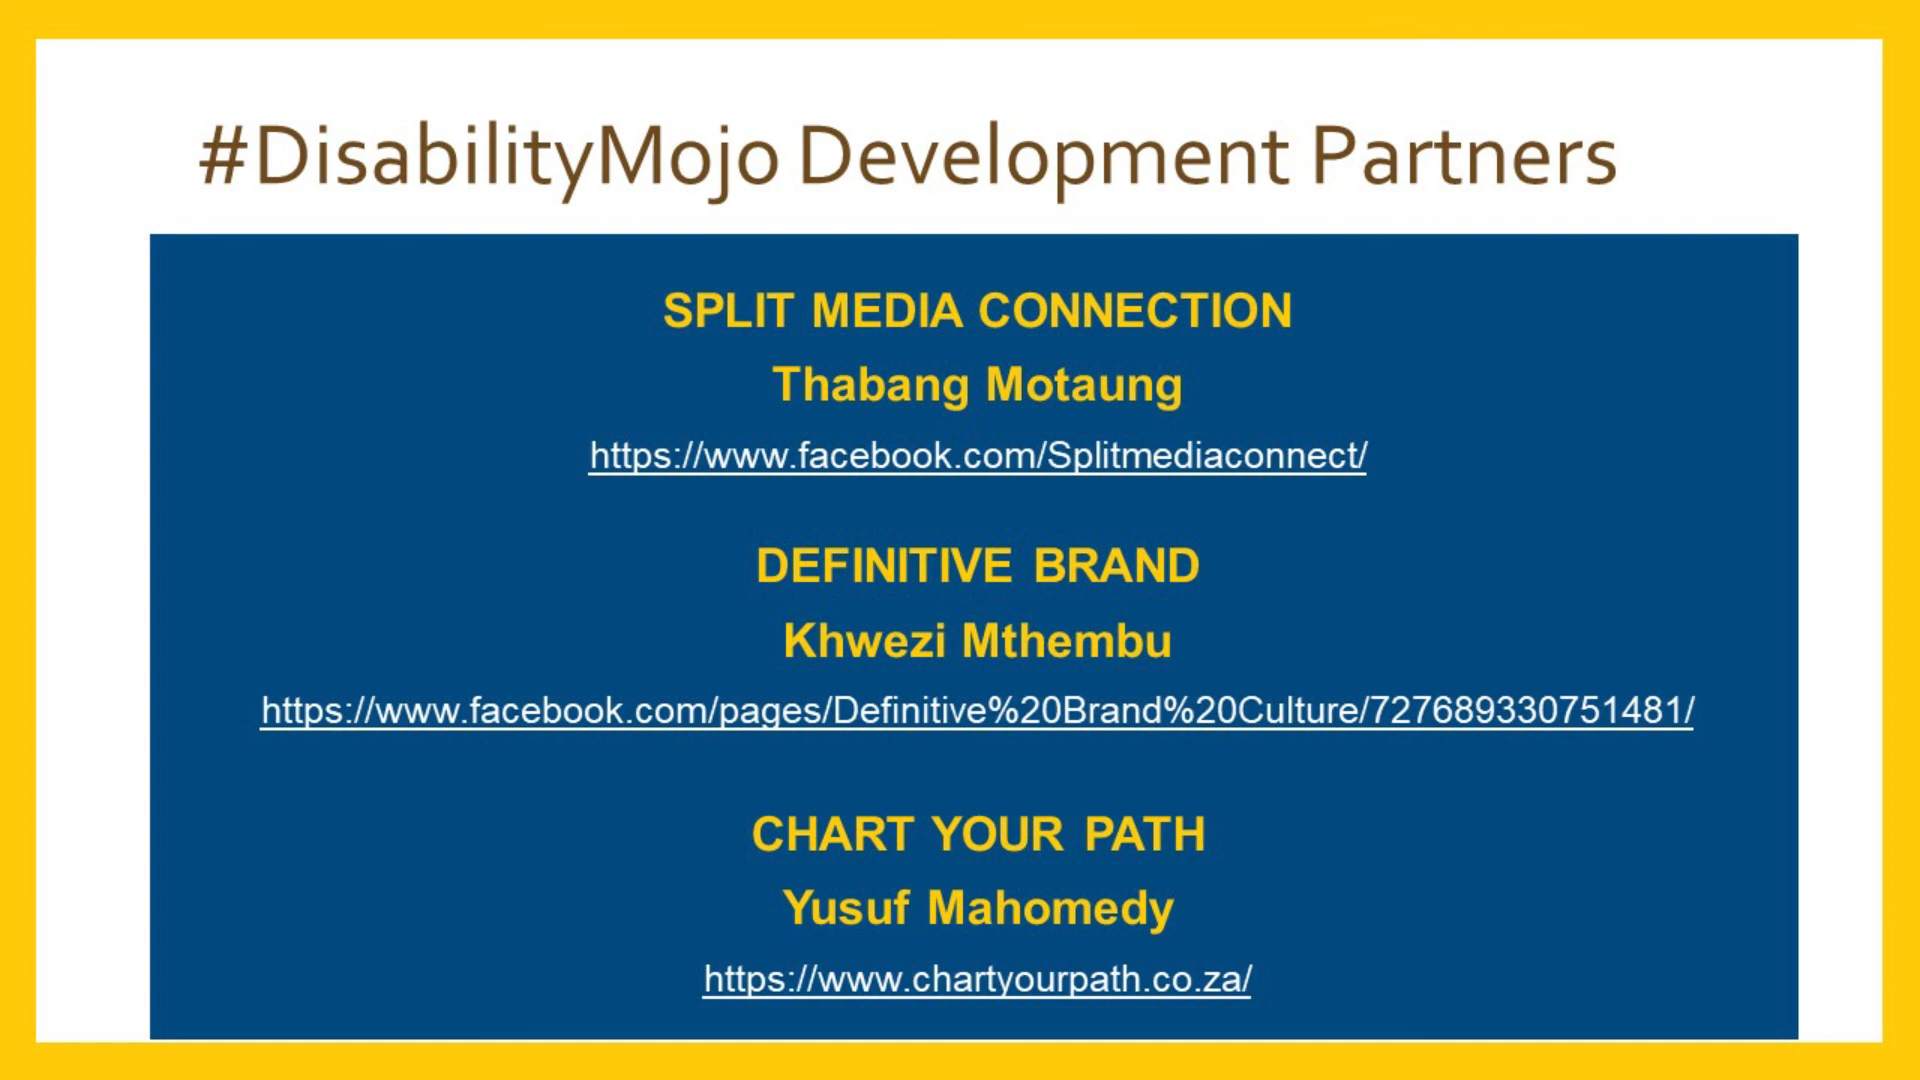 #DisabilityMojo Development Partners
SPLIT MEDIA CONNECTION
Thabang Motaung
https://www.facebook.com/Splitmediaconnect/
DEFINITIVE BRAND
Khwezi Mthembu
https://www.facebook.com/pages/Definitive%20Brand%20Culture/727689330751481/
CHART YOUR PATH
Yusuf Mahomedy
https://www.chartyourpath.co.za/